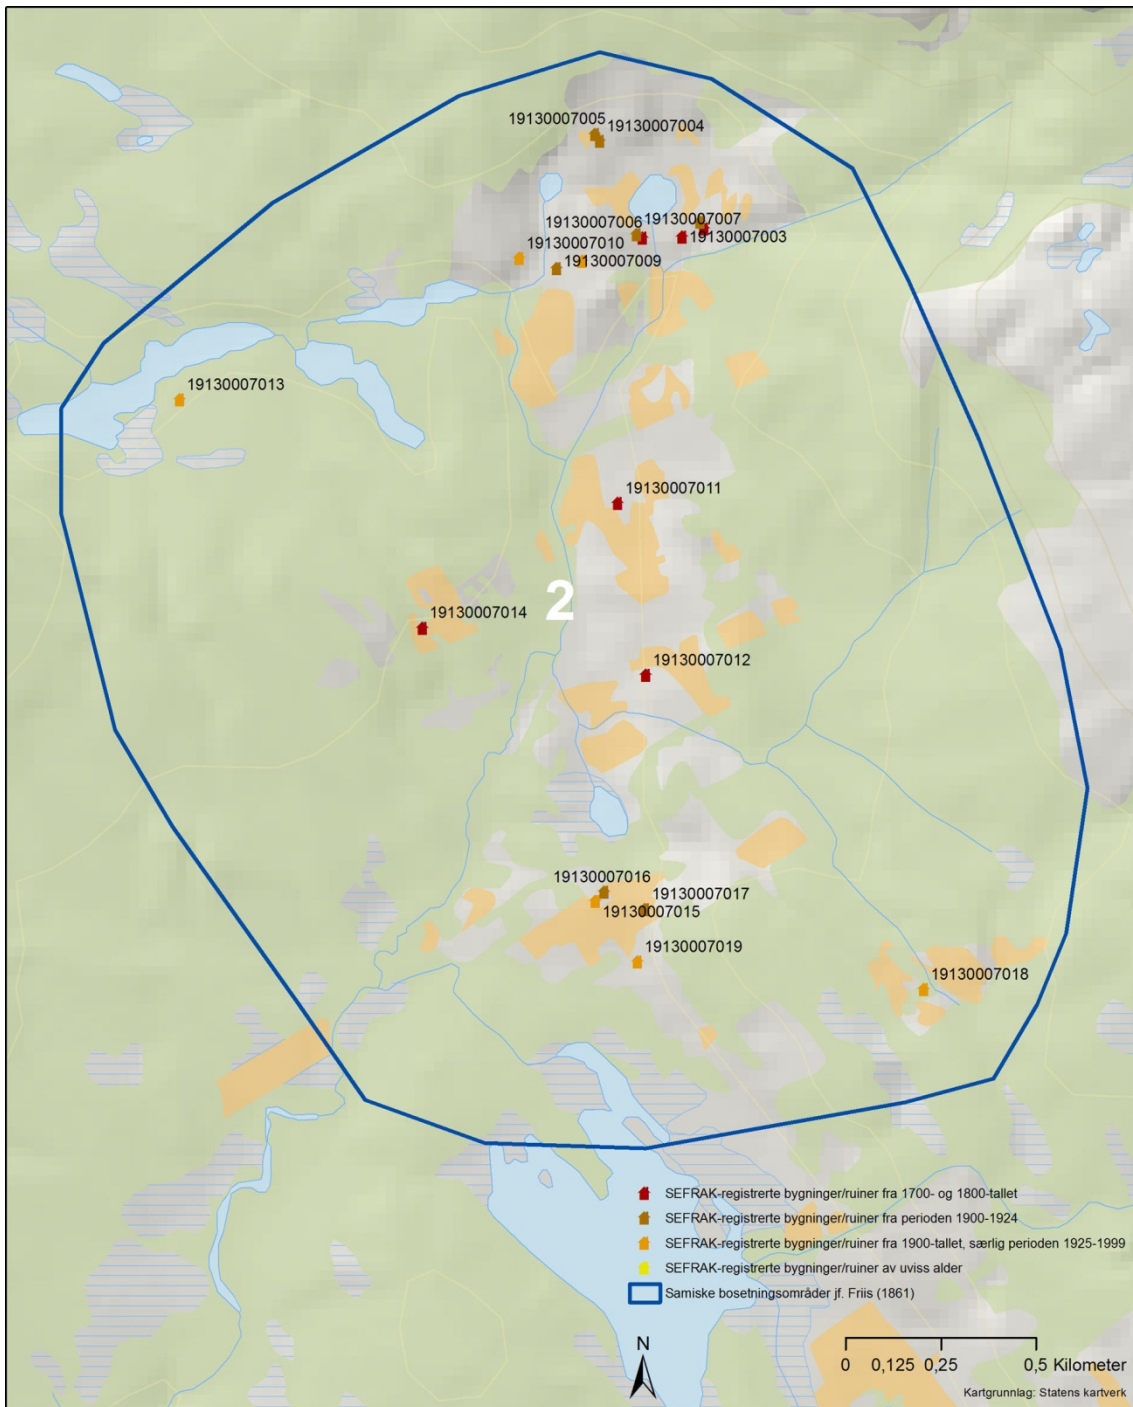 19130007005
19130007004
19130007006
19130007007
19130007010
19130007003
19130007009
19130007013
19130007011
2
19130007014
19130007012
19130007016
19130007017
19130007015
19130007019
19130007018
SEFRAK-registrerte bygninger/ruiner fra 1700- og 1800-tallet
SEFRAK-registrerte bygninger/ruiner fra perioden 1900-1924
SEFRAK-registrerte bygninger/ruiner fra 1900-tallet, særlig perioden 1925-1999
SEFRAK-registrerte bygninger/ruiner av uviss alder
Samiske bosetningsområder jf. Friis (1861)
N
0 0,125 0,25 0,5 Kilometer
Kartgrunnlag: Statens kartverk